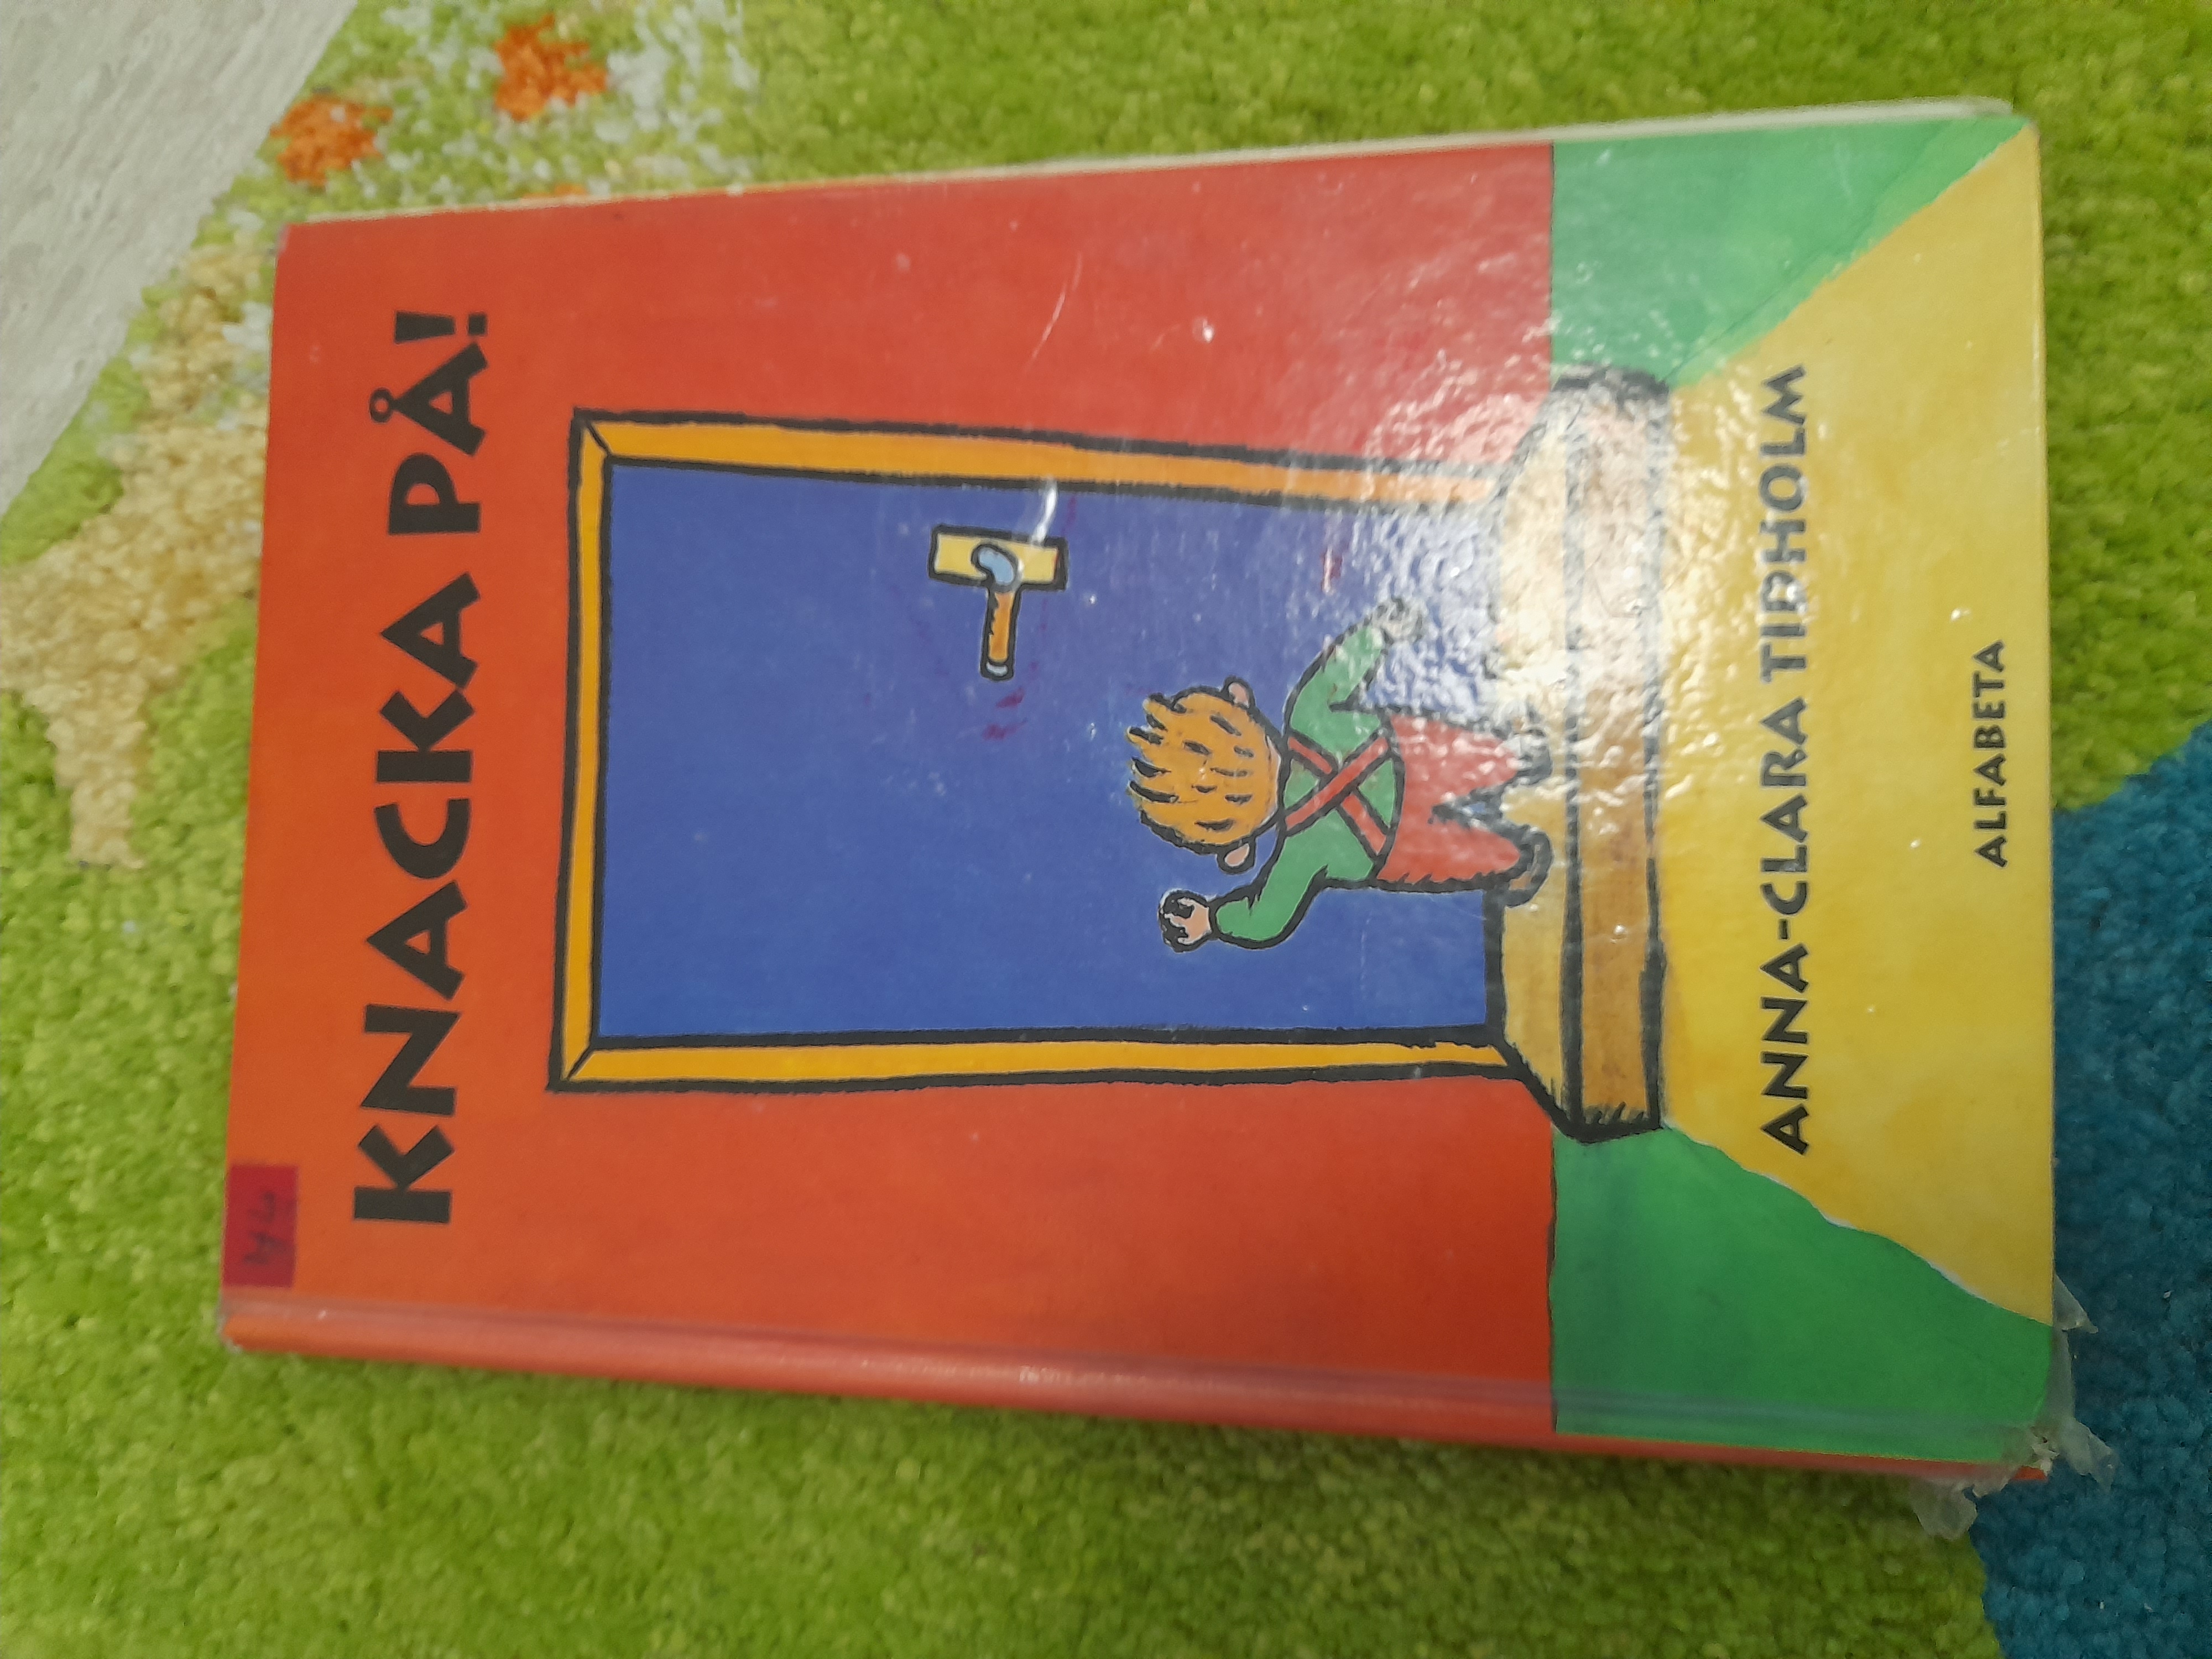 KNACKA PÅ!
ANNA-CLARA TIDHOLM
ALFABETA